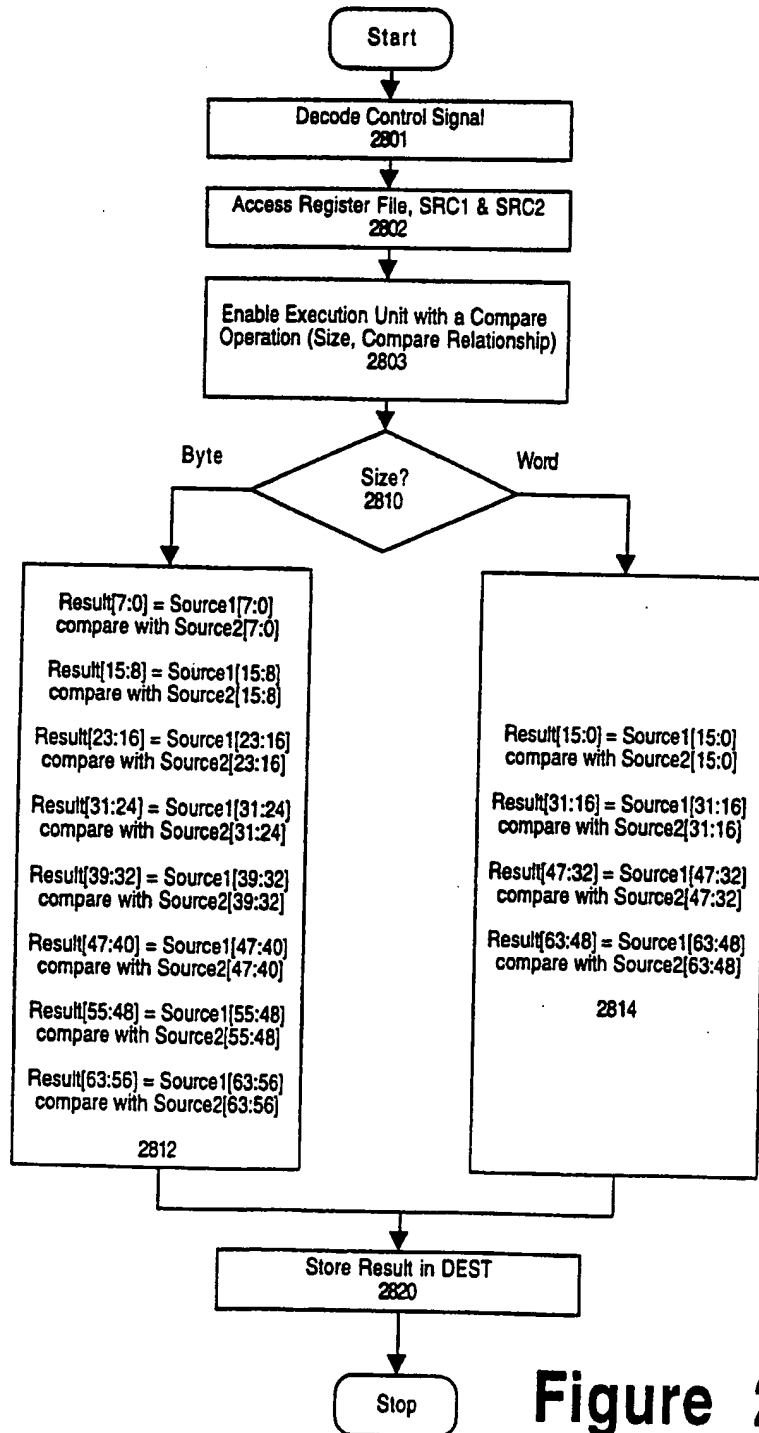 Start
Decode Control Signal
2801
Access Register File, SRC1 & SRC2
2802
Enable Execution Unit with a Compare
Operation (Size, Compare Relationship)
2803
Byte
Size?
2810
Word
Result[7:0] = Source1[7:0]
compare with Source2[7:0]
Result[15:8] = Source1[15:8]
compare with Source2[15:8]
Result[23:16] = Source1[23:16]
compare with Source2[23:16]
Result[31:24] = Source1[31:24]
compare with Source2[31:24]
Result[39:32] = Source1[39:32]
compare with Source2[39:32]
Result[47:40] = Source1[47:40]
compare with Source2[47:40]
Result[55:48] = Source1[55:48]
compare with Source2[55:48]
Result[63:56] = Source1[63:56]
compare with Source2[63:56]
2812
Result[15:0] = Source1[15:0]
compare with Source2[15:0]
Result[31:16] = Source1[31:16]
compare with Source2[31:16]
Result[47:32] = Source1[47:32]
compare with Source2[47:32]
Result[63:48] = Source1[63:48]
compare with Source2[63:48]
2814
Store Result in DEST
2820
Stop
Figure